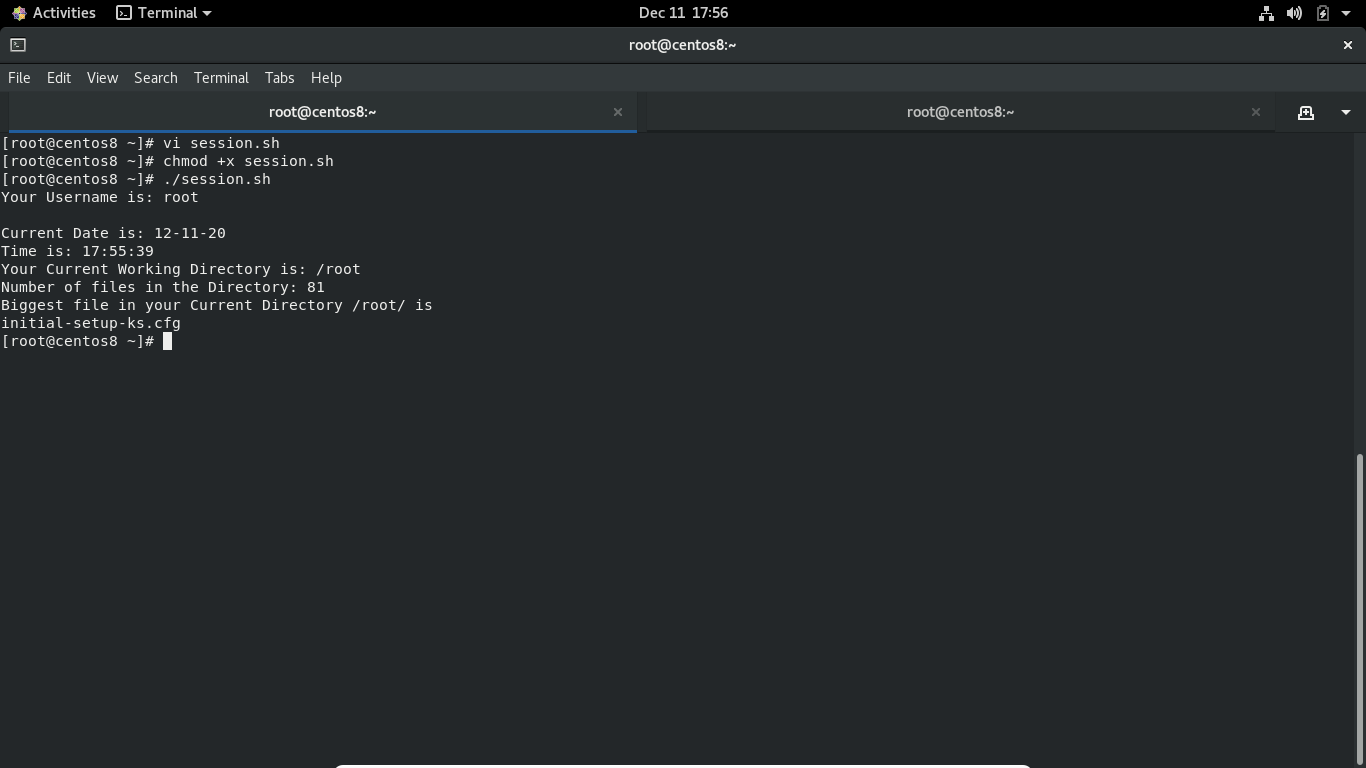 Activities Terminal Dec 11 17:56
root@centos8:~
File Edit View Search Terminal Tabs Help
root@centos8:~ root@centos8:~
[root@centos8 ~]# vi session.sh
[root@centos8 ~]# chmod +x session.sh
[root@centos8 ~]# ./session.sh
Your Username is: root
Current Date is: 12-11-20
Time is: 17:55:39
Your Current Working Directory is: /root
Number of files in the Directory: 81
Biggest file in your Current Directory /root/ is
initial-setup-ks.cfg
[root@centos8 ~]#